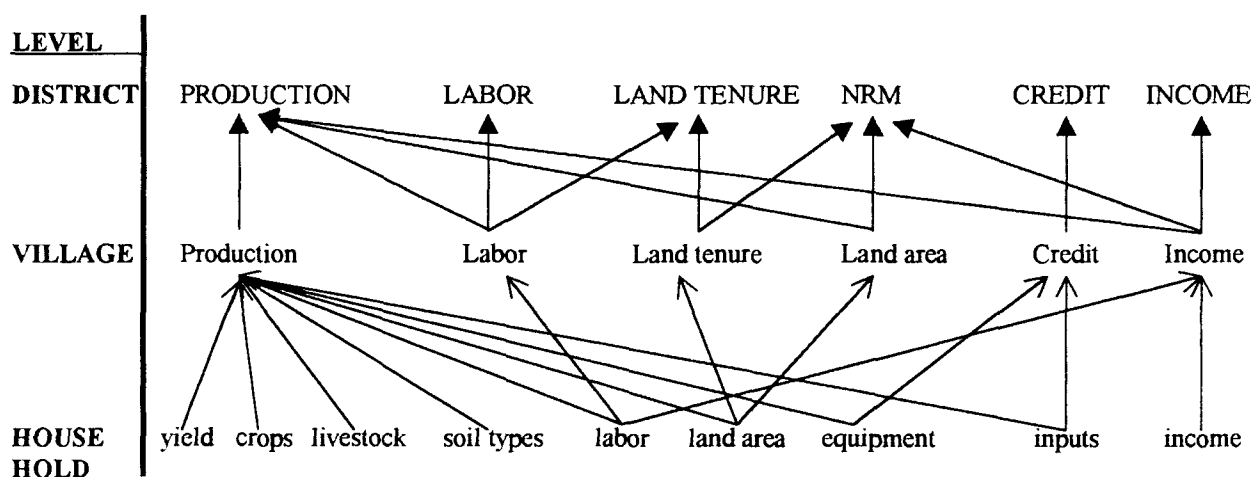 LEVEL
DISTRICT PRODUCTION LABOR LAND TENURE NRM CREDIT INCOME
VILLAGE Production Labor Land tenure Land area Credit Income
HOUSE yield crops livestock soil types labor land area equipment inputs income
HOLD